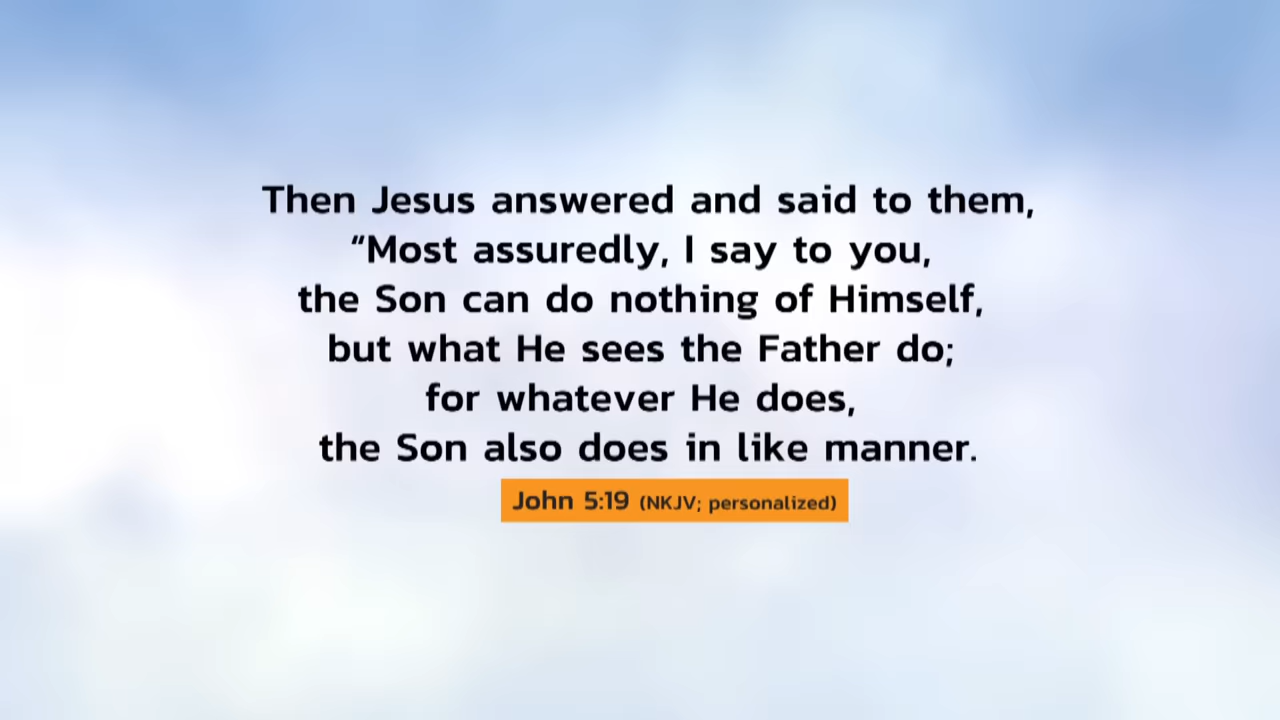 Then Jesus answered and said to them,
“Most assuredly, I say to you,
the Son can do nothing of Himself,
but what He sees the Father do;
for whatever He does,
the Son also does in like manner.
John 5:19 (NKJV; personalized)